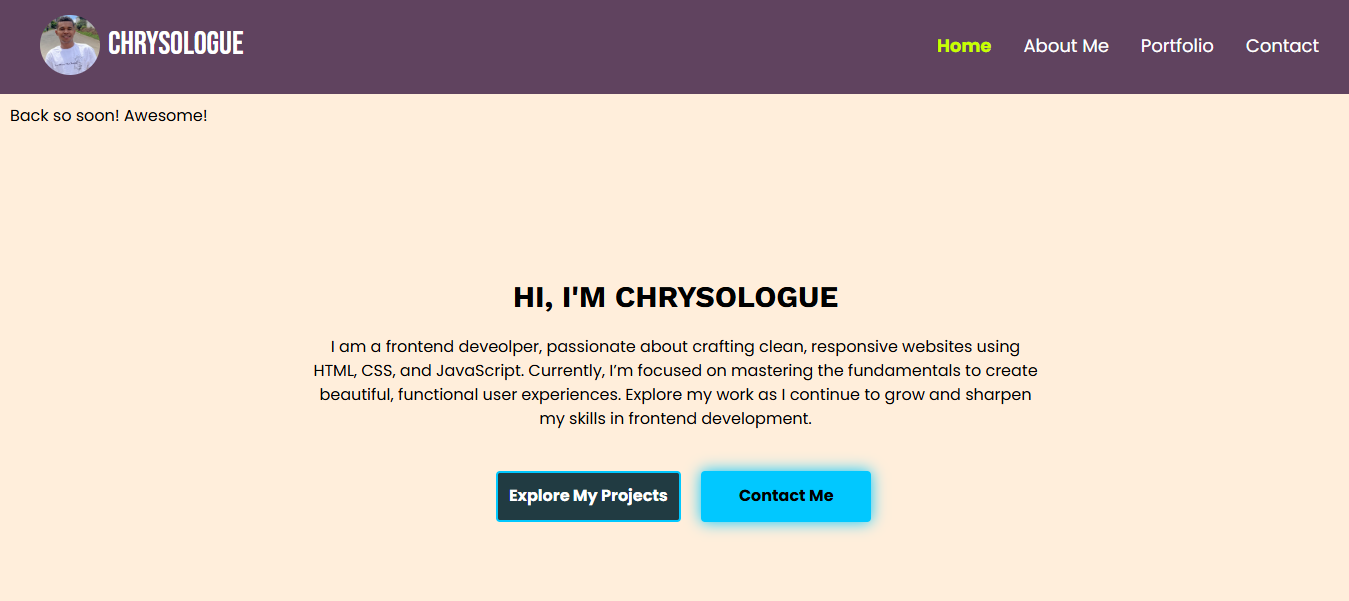 CHRYSOLOGUE
Home About Me Portfolio Contact
Back so soon! Awesome!
HI, I'M CHRYSOLOGUE
I am a frontend deveolper, passionate about crafting clean, responsive websites using
HTML, CSS, and JavaScript. Currently, I’m focused on mastering the fundamentals to create
beautiful, functional user experiences. Explore my work as I continue to grow and sharpen
my skills in frontend development.
Explore My Projects Contact Me